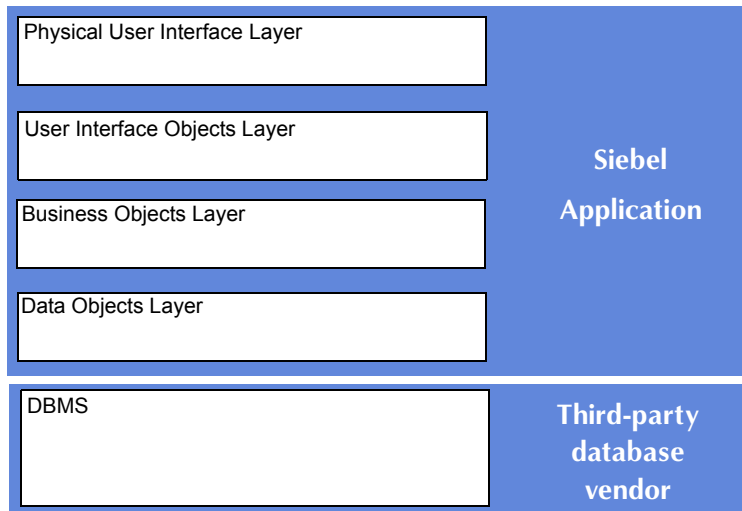 Physical User Interface Layer
User Interface Objects Layer
Siebel
Application
Business Objects Layer
Data Objects Layer
DBMS
Third-party
database
vendor